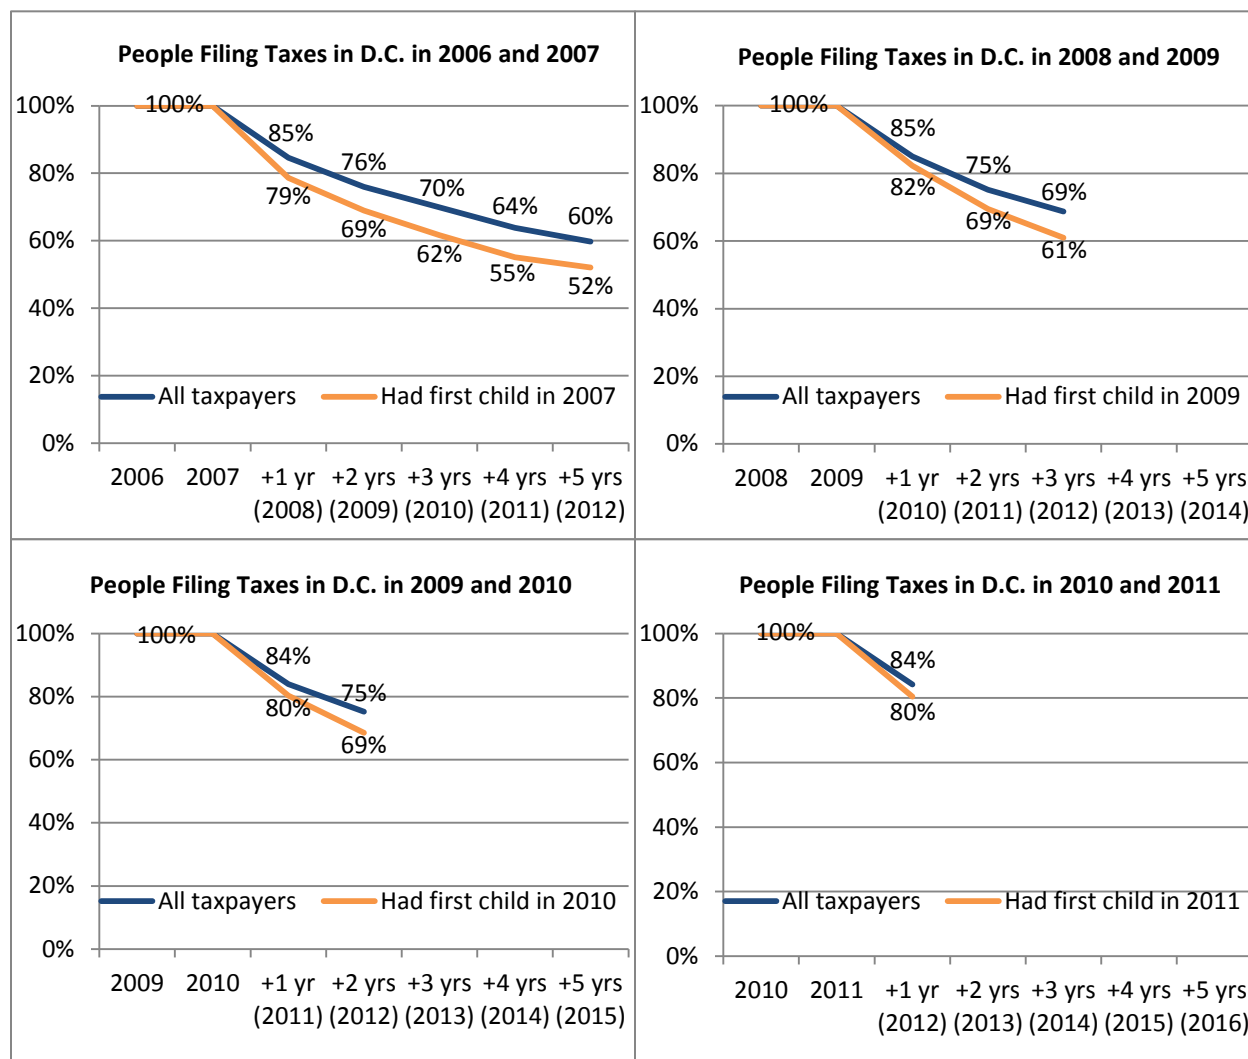 People Filing Taxes in D.C. in 2006 and 2007
100%
80%
60%
40%
20%
0%
100%
85%
76%
70%
64%
60%
79%
69%
62%
55%
52%
All taxpayers
Had first child in 2007
2006 2007 +1 yr +2 yrs +3 yrs +4 yrs +5 yrs
(2008) (2009) (2010) (2011) (2012)
People Filing Taxes in D.C. in 2008 and 2009
100%
80%
60%
40%
20%
0%
100%
85%
75%
69%
82%
69%
61%
All taxpayers
Had first child in 2009
2008 2009 +1 yr +2 yrs +3 yrs +4 yrs +5 yrs
(2010) (2011) (2012) (2013) (2014)
People Filing Taxes in D.C. in 2009 and 2010
100%
80%
60%
40%
20%
0%
100%
84%
75%
80%
69%
All taxpayers
Had first child in 2010
2009 2010 +1 yr +2 yrs +3 yrs +4 yrs +5 yrs
(2011) (2012) (2013) (2014) (2015)
People Filing Taxes in D.C. in 2010 and 2011
100%
80%
60%
40%
20%
0%
100%
84%
80%
All taxpayers
Had first child in 2011
2010 2011 +1 yr +2 yrs +3 yrs +4 yrs +5 yrs
(2012) (2013) (2014) (2015) (2016)